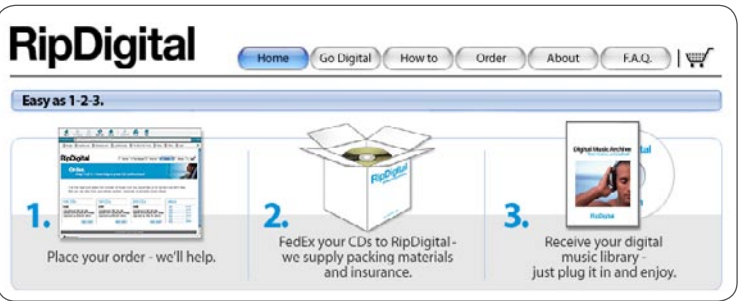 RipDigital
Home
Go Digital
How to
Order
About
F.A.Q.
Easy as 1-2-3.
1.
RipDigital
Place your order - we'll help.
2.
RipDigital
FedEx your CDs to RipDigital-
we supply packing materials
and insurance.
3.
Digital Music Archive
RipDigital
Receive your digital
music library -
just plug it in and enjoy.